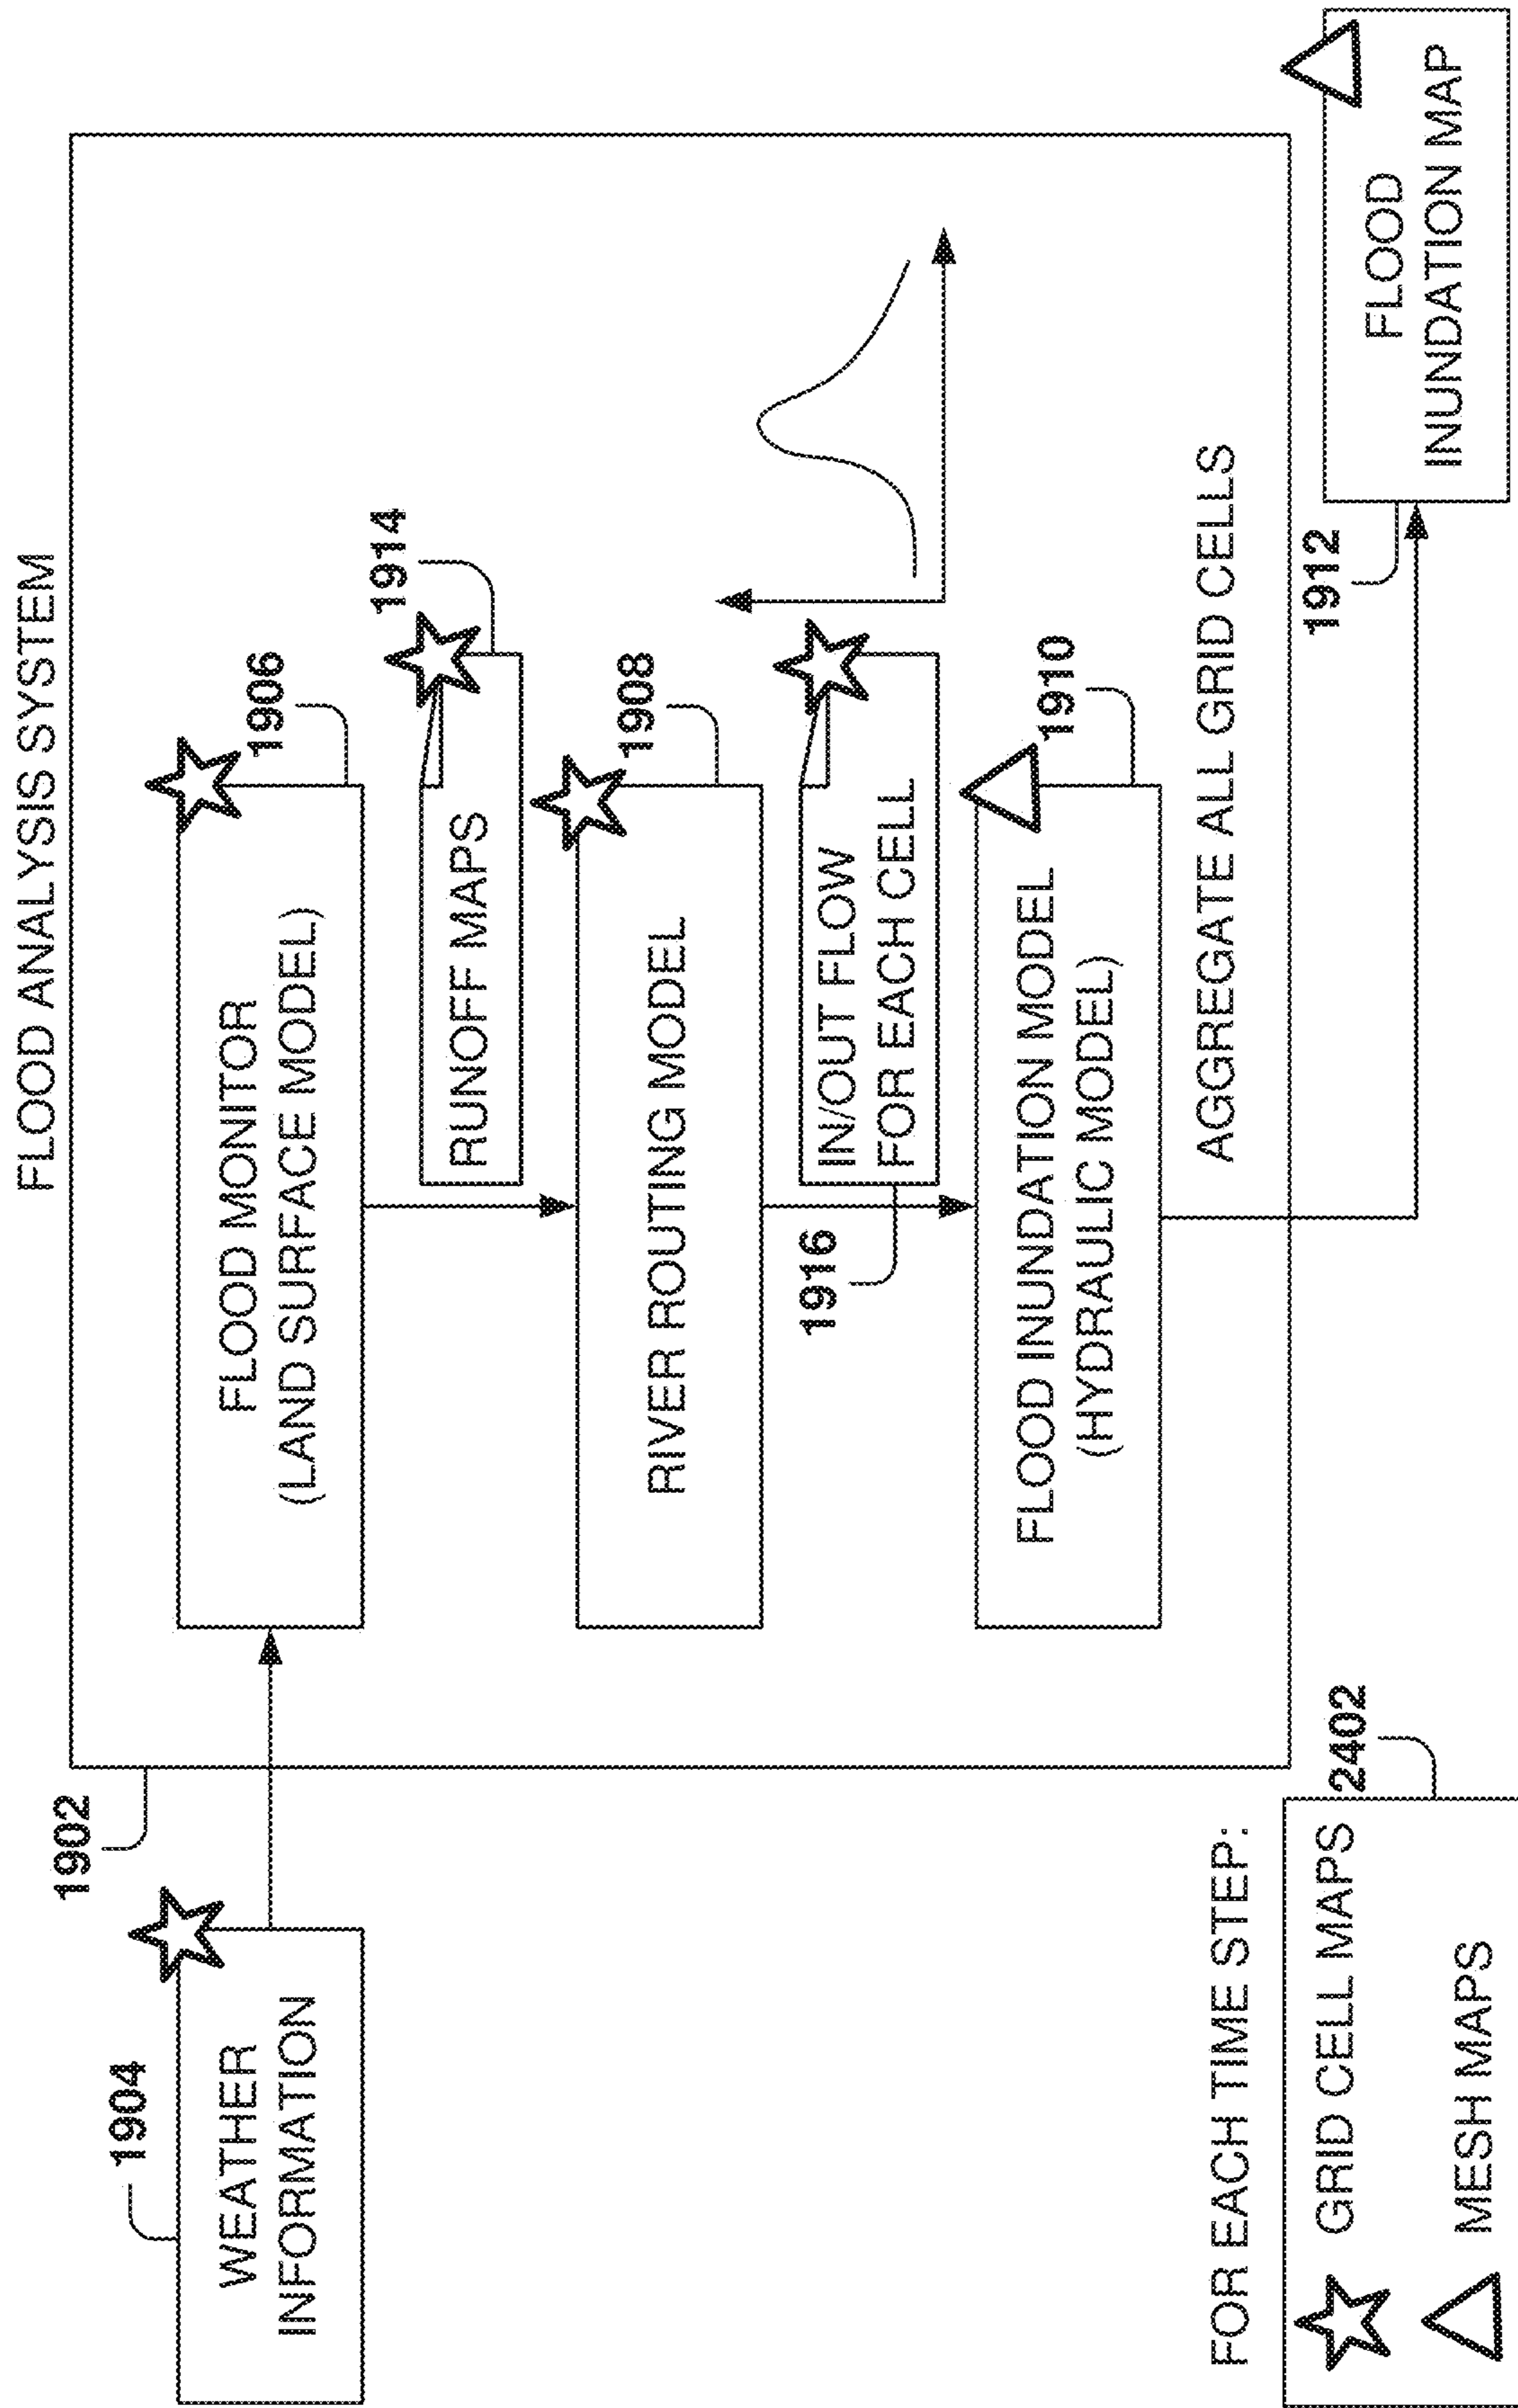 FLOOD ANALYSIS SYSTEM
1902
1904
WEATHER
INFORMATION
FLOOD MONITOR
(LAND SURFACE MODEL)
1906
RUNOFF MAPS
1914
RIVER ROUTING MODEL
1908
IN/OUT FLOW
FOR EACH CELL
1916
FLOOD INUNDATION MODEL
(HYDRAULIC MODEL)
1910
AGGREGATE ALL GRID CELLS
1912
FLOOD
INUNDATION MAP
FOR EACH TIME STEP:
GRID CELL MAPS
MESH MAPS
2402